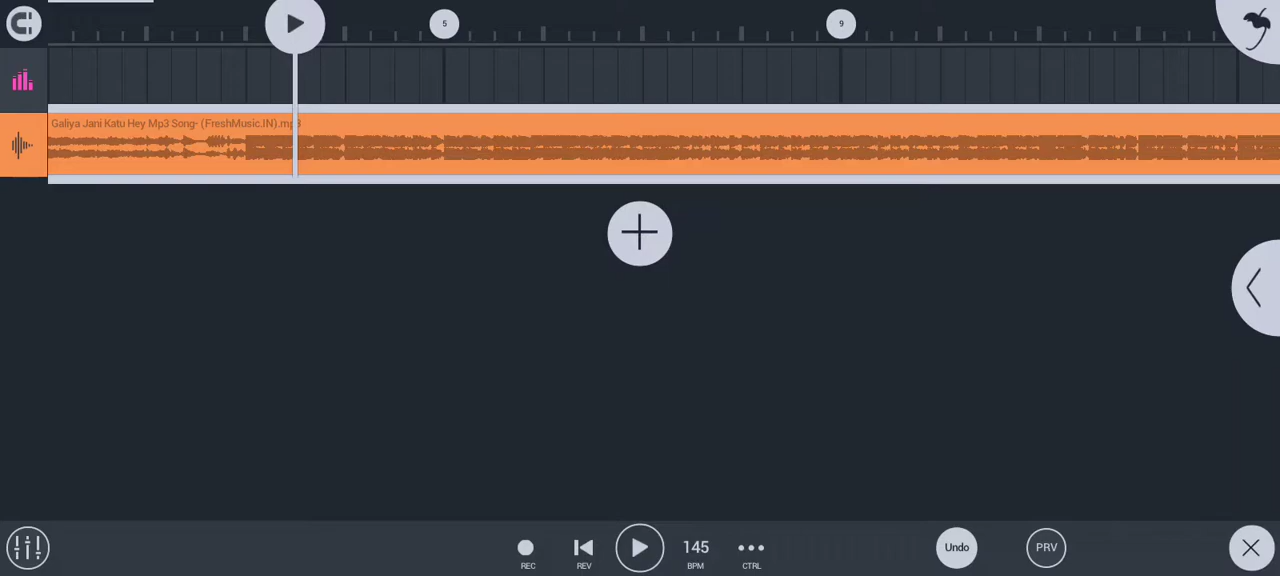 5
9
Galiya Jani Katu Hey Mp3 Song- (FreshMusic.IN).mp3
145
Undo
PRV
REC
REV
BPM
CTRL